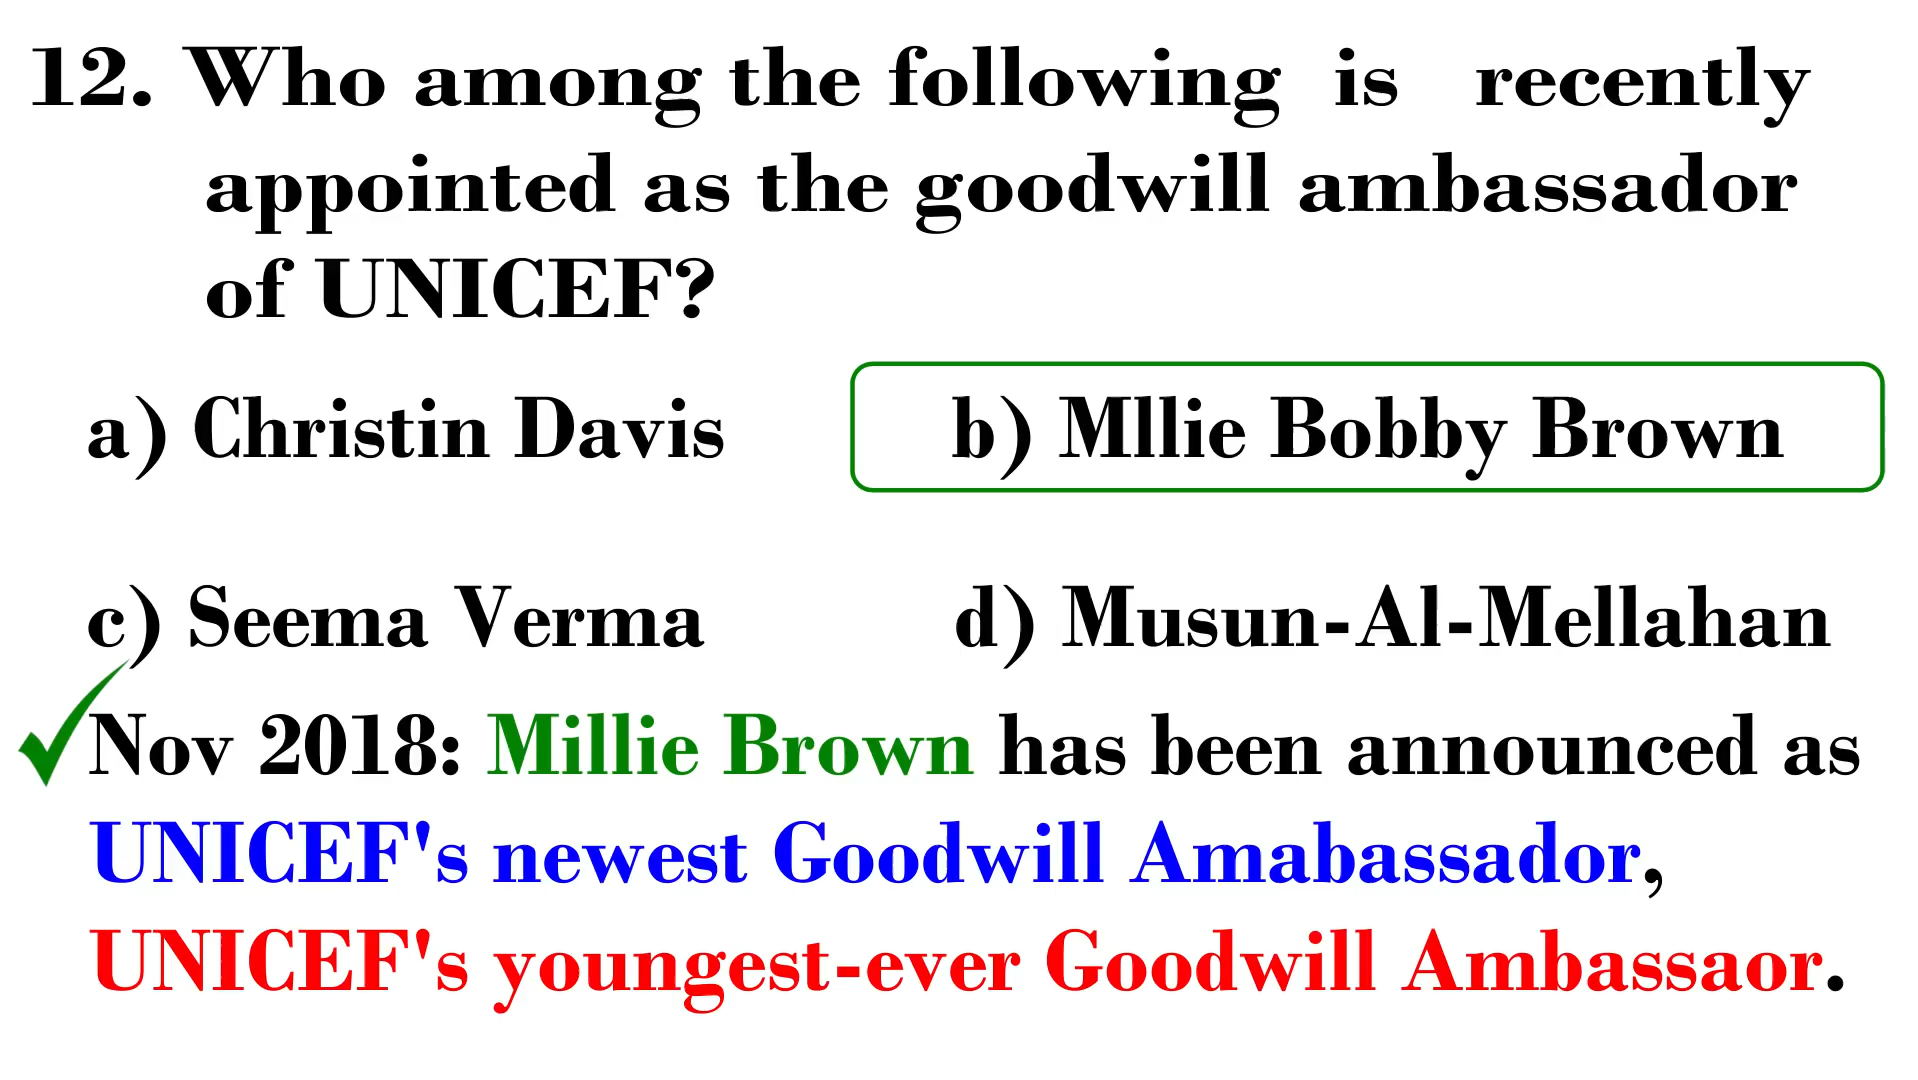 12. Who among the following is recently
appointed as the goodwill ambassador
of UNICEF?
a) Christin Davis b) Mllie Bobby Brown
c) Seema Verma d) Musun-Al-Mellahan
Nov 2018: Millie Brown has been announced as
UNICEF's newest Goodwill Amabassador,
UNICEF's youngest-ever Goodwill Ambassaor.